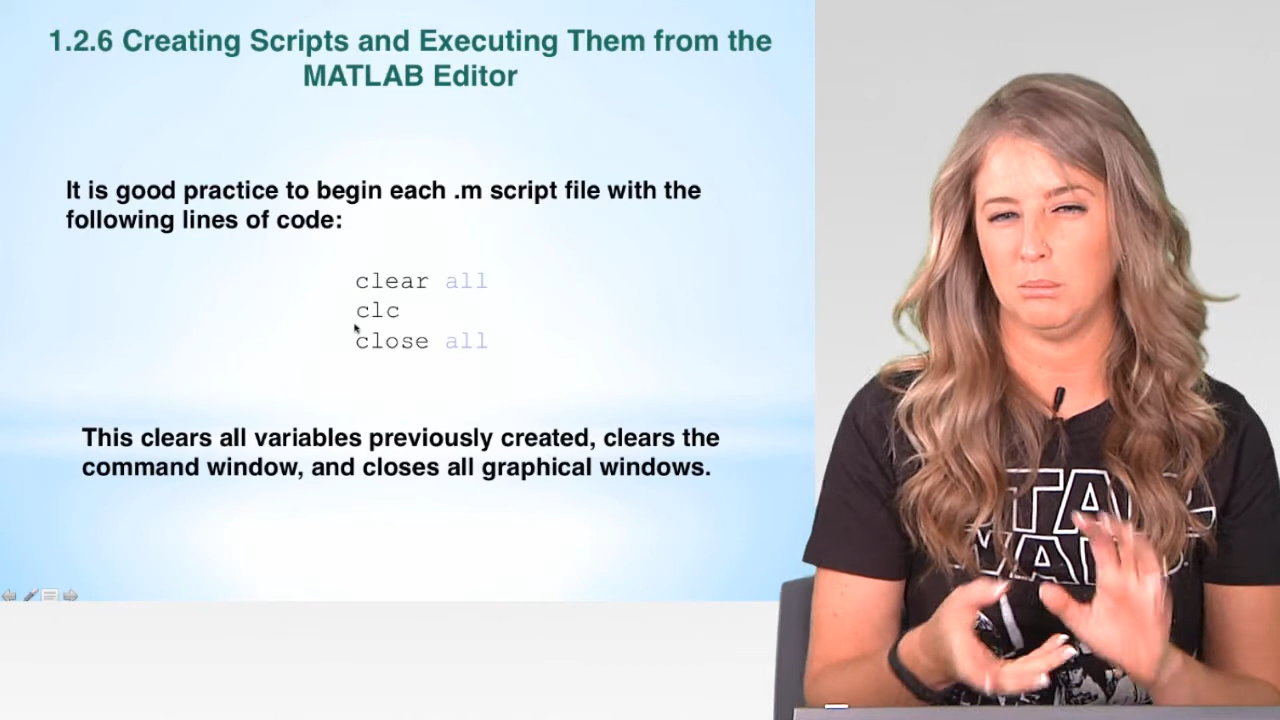 1.2.6 Creating Scripts and Executing Them from the
MATLAB Editor
It is good practice to begin each .m script file with the
following lines of code:
clear all
clc
close all
This clears all variables previously created, clears the
command window, and closes all graphical windows.
STAR
WARS